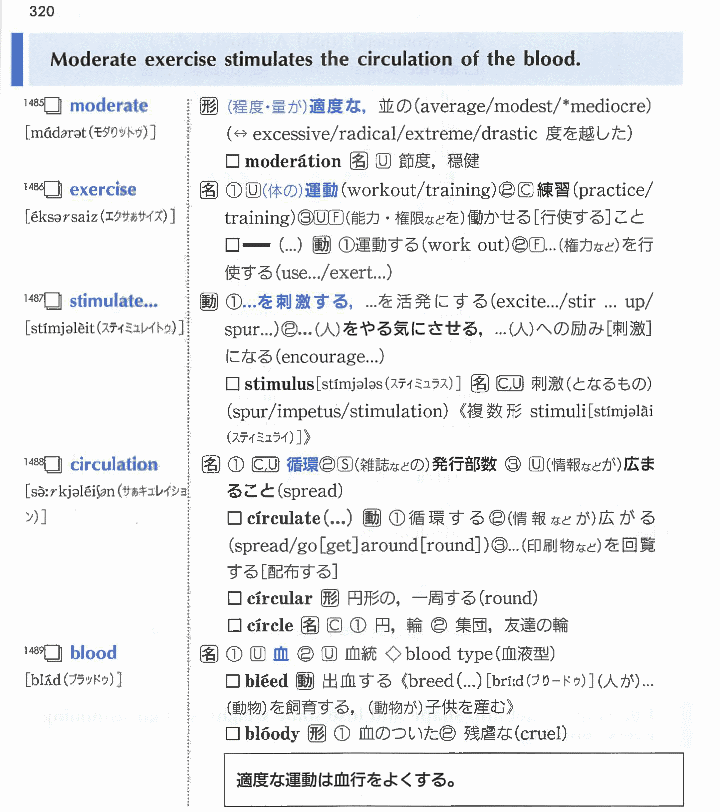 320
Moderate exercise stimulates the circulation of the blood.
1485 moderate
[mɑ́dərət(モダゥリャトゥ)]
形 (程度・量が)適度な，並の(average/modest/*mediocre)
(↔ excessive/radical/extreme/drastic 度を越した)
□ moderátion 名 Ⓤ 節度，穏健
1486 exercise
[éksərsaiz(エクサぁサイズ)]
名 ①Ⓤ(体の)運動(workout/training)②Ⓒ練習(practice/
training)③ⓊⒻ(能力・権限などを)働かせる[行使する]こと
□━ (…) 動 ①運動する(work out)②Ⓕ…(権力など)を行
使する(use…/exert…)
1487 stimulate…
[stímjəlèit(スティミュレイトゥ)]
動 ①…を刺激する，…を活発にする(excite…/stir … up/
spur…)②…(人)をやる気にさせる，…(人)への励み[刺激]
になる(encourage…)
□ stimulus[stímjələs(スティミュラス)] 名 C,U 刺激(となるもの)
(spur/impetus/stimulation)《複数形 stimuli[stímjəlài
(スティミュライ)]》
1488 circulation
[sə̀ːrkjəléiʃən(サぁキュレイショ
ン)]
名 ① C,U 循環②Ⓢ(雑誌などの)発行部数 ③ Ⓤ(情報などが)広ま
ること(spread)
□ círculate(…) 動 ①循環する②(情報などが)広がる
(spread/go[get]around[round])③…(印刷物など)を回覧
する[配布する]
□ círcular 形 円形の，一周する(round)
□ círcle 名 Ⓒ ① 円，輪 ② 集団，友達の輪
1489 blood
[blʌ́d(ブラッドゥ)]
名 ① Ⓤ 血 ② Ⓤ 血統 ◇blood type(血液型)
□ bléed 動 出血する《breed(…)[bríːd(ブリードゥ)](人が)…
(動物)を飼育する，(動物が)子供を産む》
□ blóody 形 ① 血のついた② 残虐な(cruel)
適度な運動は血行をよくする。